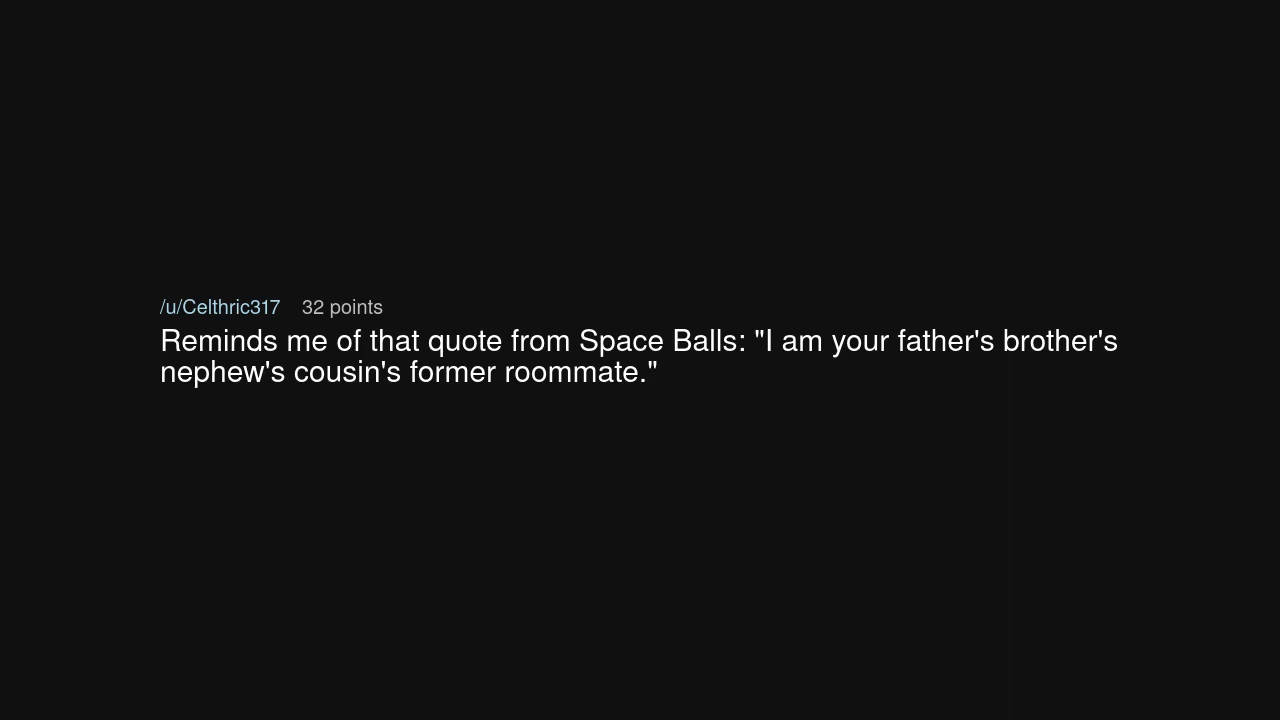 /u/Celthric317 32 points
Reminds me of that quote from Space Balls: "I am your father's brother's
nephew's cousin's former roommate."